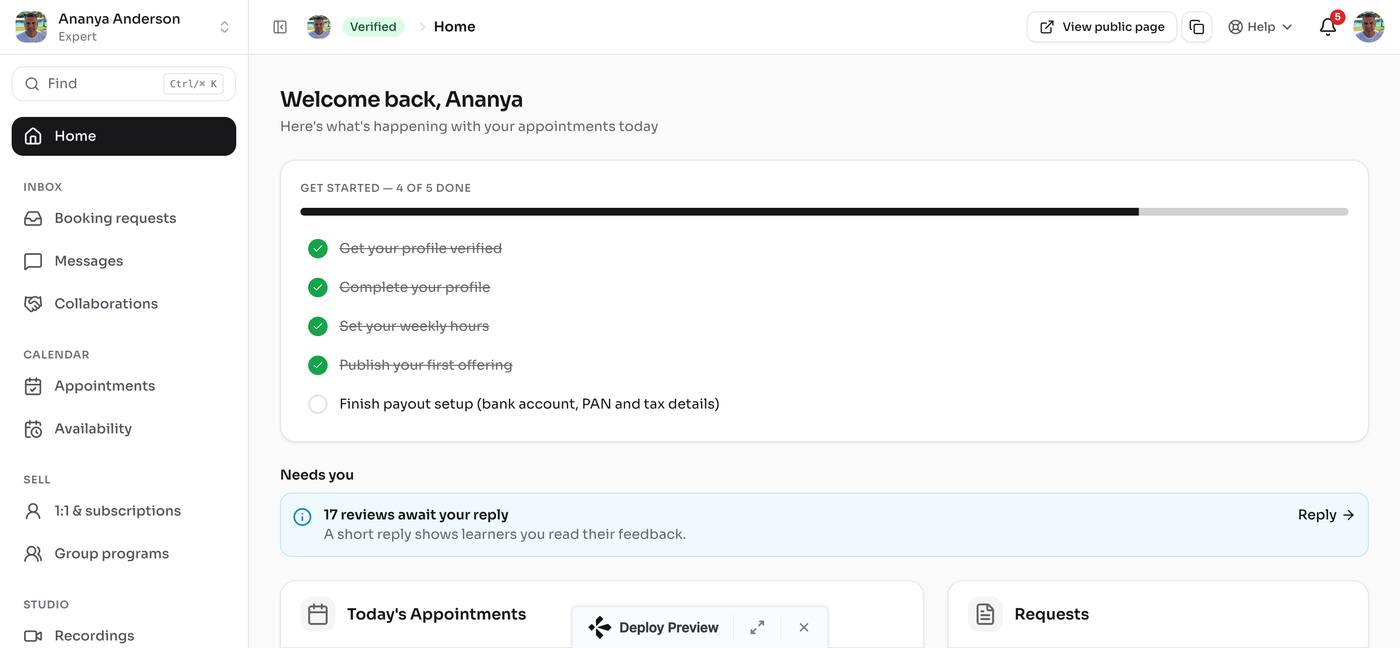 Ananya Anderson
Expert
Verified
Home
View public page
Help
5
Find
Ctrl/⌘ K
Home
INBOX
Booking requests
Messages
Collaborations
CALENDAR
Appointments
Availability
SELL
1:1 & subscriptions
Group programs
STUDIO
Recordings
Welcome back, Ananya
Here's what's happening with your appointments today
GET STARTED — 4 OF 5 DONE
Get your profile verified
Complete your profile
Set your weekly hours
Publish your first offering
Finish payout setup (bank account, PAN and tax details)
Needs you
17 reviews await your reply
Reply
A short reply shows learners you read their feedback.
Today's Appointments
Requests
Deploy Preview